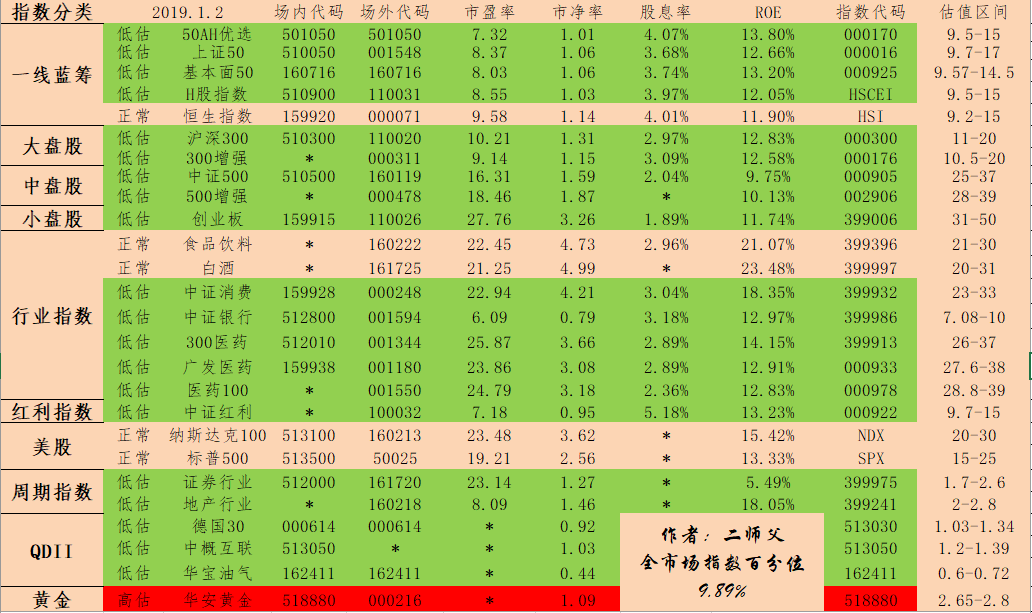 指数分类 2019.1.2 场内代码 场外代码 市盈率 市净率 股息率 ROE 指数代码 估值区间
一线蓝筹
低估 50AH优选 501050 501050 7.32 1.01 4.07% 13.80% 000170 9.5-15
低估 上证50 510050 001548 8.37 1.06 3.68% 12.66% 000016 9.7-17
低估 基本面50 160716 160716 8.03 1.06 3.74% 13.20% 000925 9.57-14.5
低估 H股指数 510900 110031 8.55 1.03 3.97% 12.05% HSCEI 9.5-15
正常 恒生指数 159920 000071 9.58 1.14 4.01% 11.90% HSI 9.2-15
大盘股
低估 沪深300 510300 110020 10.21 1.31 2.97% 12.83% 000300 11-20
低估 300增强 * 000311 9.14 1.15 3.09% 12.58% 000176 10.5-20
中盘股
低估 中证500 510500 160119 16.31 1.59 2.04% 9.75% 000905 25-37
低估 500增强 * 000478 18.46 1.87 * 10.13% 002906 28-39
小盘股 低估 创业板 159915 110026 27.76 3.26 1.89% 11.74% 399006 31-50
行业指数
正常 食品饮料 * 160222 22.45 4.73 2.96% 21.07% 399396 21-30
正常 白酒 * 161725 21.25 4.99 * 23.48% 399997 20-31
低估 中证消费 159928 000248 22.94 4.21 3.04% 18.35% 399932 23-33
低估 中证银行 512800 001594 6.09 0.79 3.18% 12.97% 399986 7.08-10
低估 300医药 512010 001344 25.87 3.66 2.89% 14.15% 399913 26-37
低估 广发医药 159938 001180 23.86 3.08 2.89% 12.91% 000933 27.6-38
低估 医药100 * 001550 24.79 3.18 2.36% 12.83% 000978 28.8-39
红利指数 低估 中证红利 * 100032 7.18 0.95 5.18% 13.23% 000922 9.7-15
美股
正常 纳斯达克100 513100 160213 23.48 3.62 * 15.42% NDX 20-30
正常 标普500 513500 50025 19.21 2.56 * 13.33% SPX 15-25
周期指数
低估 证券行业 512000 161720 23.14 1.27 * 5.49% 399975 1.7-2.6
低估 地产行业 * 160218 8.09 1.46 * 18.05% 399241 2-2.8
QDII
低估 德国30 000614 000614 * 0.92 513030 1.03-1.34
低估 中概互联 513050 * * 1.03 513050 1.2-1.39
低估 华宝油气 162411 162411 * 0.44 162411 0.6-0.72
黄金 高估 华安黄金 518880 000216 * 1.09 518880 2.65-2.8
作者：二师父
全市场指数百分位
9.89%